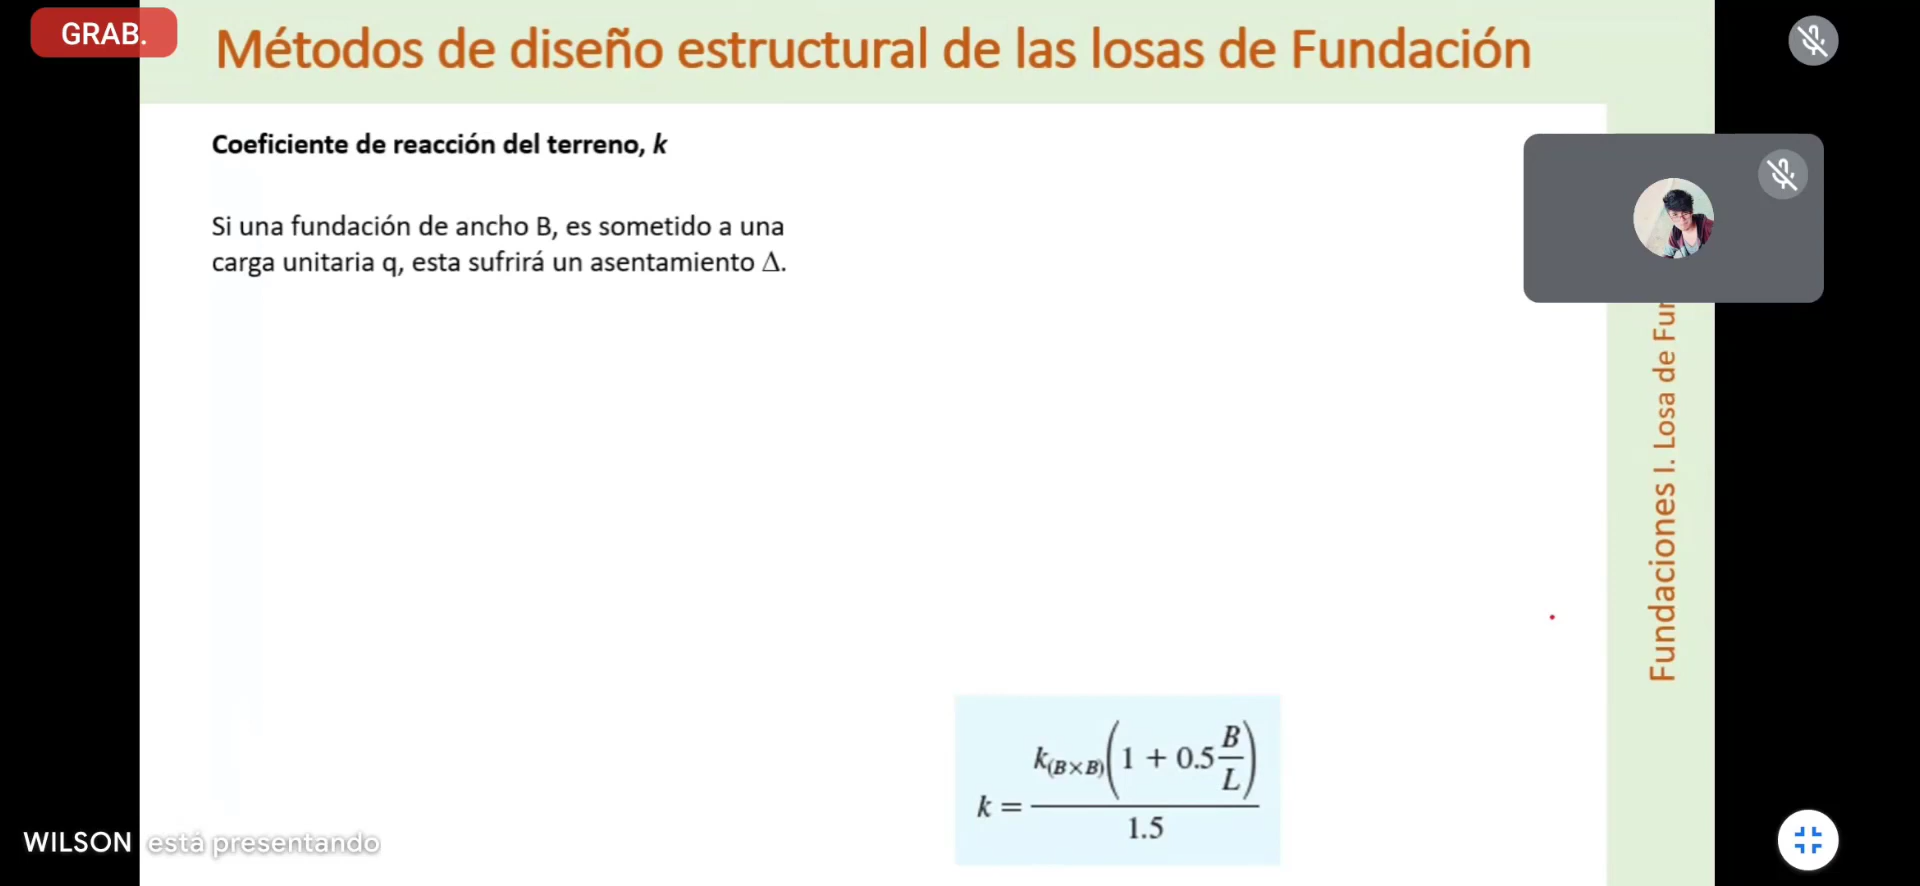 GRAB.
Métodos de diseño estructural de las losas de Fundación
Coeficiente de reacción del terreno, k
Si una fundación de ancho B, es sometido a una
carga unitaria q, esta sufrirá un asentamiento Δ.
k = k(B×B)(1 + 0.5 B/L) / 1.5
Fundaciones I. Losa de
WILSON está presentando